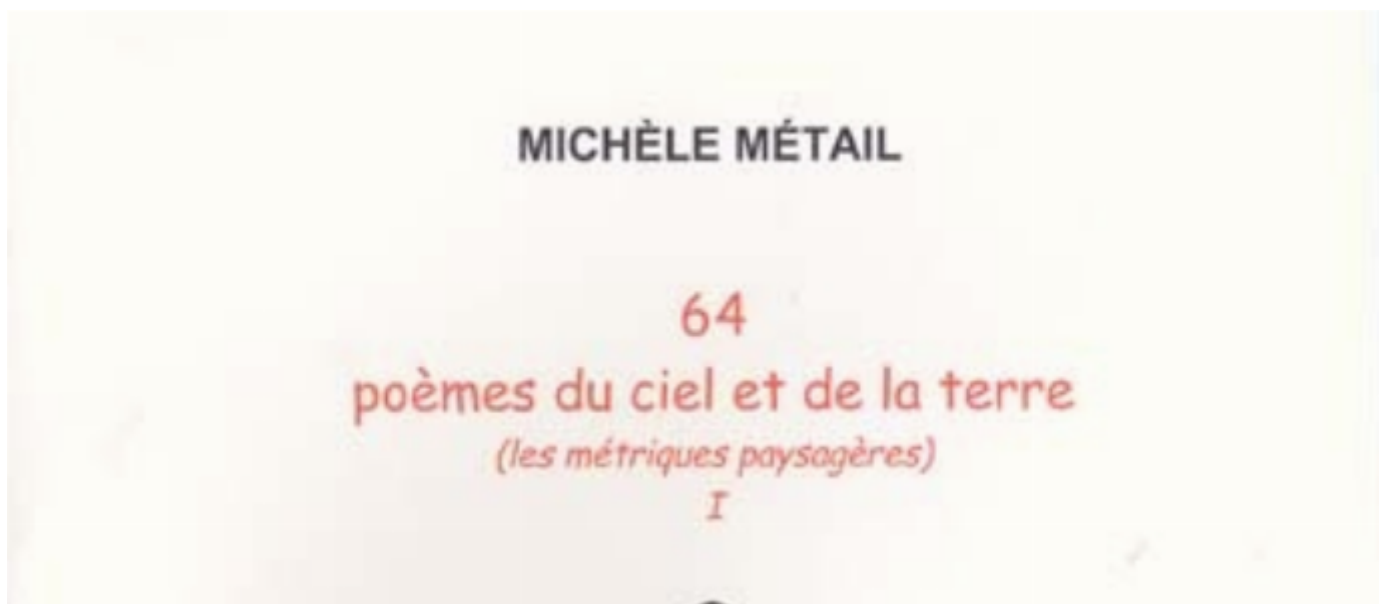 MICHÈLE MÉTAIL
64
poèmes du ciel et de la terre
(les métriques paysagères)
I